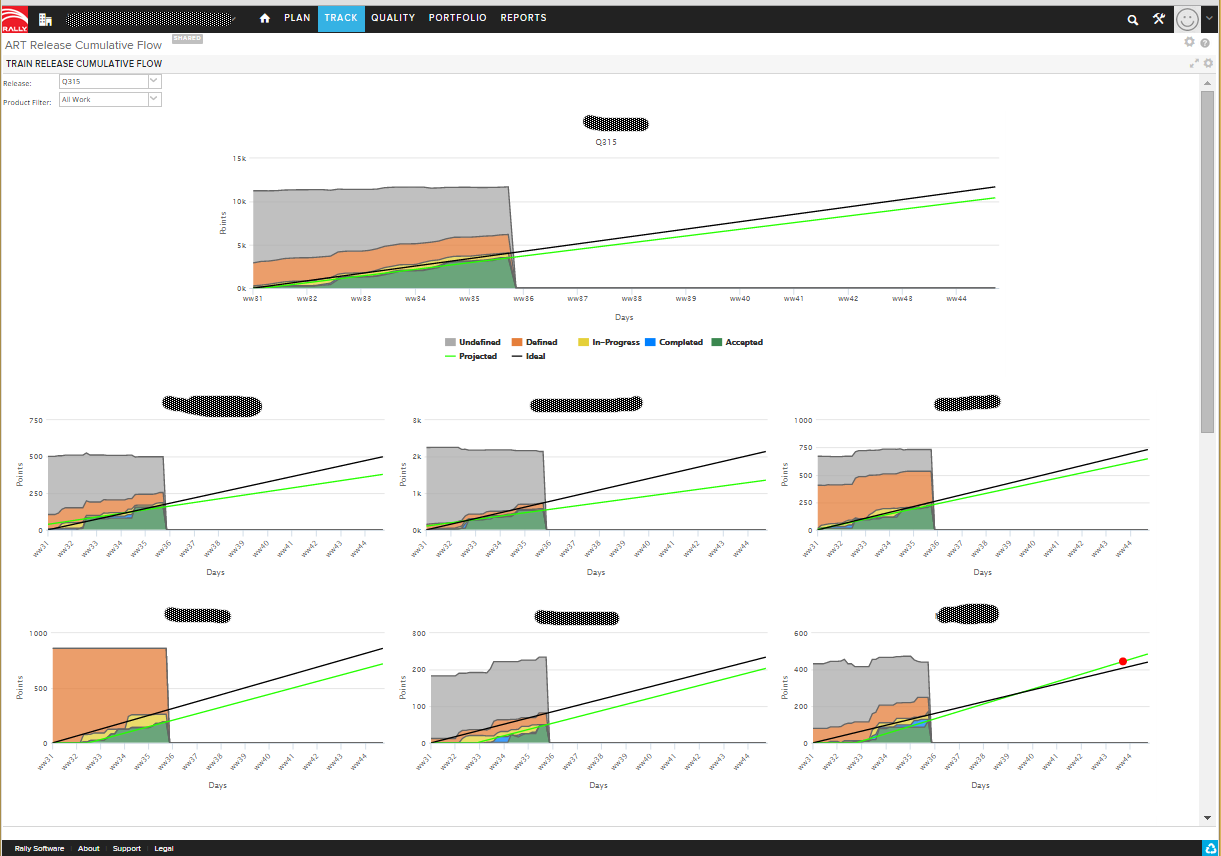 RALLY
PLAN TRACK QUALITY PORTFOLIO REPORTS
ART Release Cumulative Flow SHARED
TRAIN RELEASE CUMULATIVE FLOW
Release: Q315
Product Filter: All Work
Q315
15k
10k
5k
0k
Points
ww31 ww32 ww33 ww34 ww35 ww36 ww37 ww38 ww39 ww40 ww41 ww42 ww43 ww44
Days
Undefined Defined In-Progress Completed Accepted
Projected Ideal
750
500
250
0
Points
ww31 ww32 ww33 ww34 ww35 ww36 ww37 ww38 ww39 ww40 ww41 ww42 ww43 ww44
Days
3k
2k
1k
0k
Points
ww31 ww32 ww33 ww34 ww35 ww36 ww37 ww38 ww39 ww40 ww41 ww42 ww43 ww44
Days
1000
750
500
250
0
Points
ww31 ww32 ww33 ww34 ww35 ww36 ww37 ww38 ww39 ww40 ww41 ww42 ww43 ww44
Days
1000
500
0
Points
ww31 ww32 ww33 ww34 ww35 ww36 ww37 ww38 ww39 ww40 ww41 ww42 ww43 ww44
Days
300
200
100
0
Points
ww31 ww32 ww33 ww34 ww35 ww36 ww37 ww38 ww39 ww40 ww41 ww42 ww43 ww44
Days
600
400
200
0
Points
ww31 ww32 ww33 ww34 ww35 ww36 ww37 ww38 ww39 ww40 ww41 ww42 ww43 ww44
Days
Rally Software About Support Legal